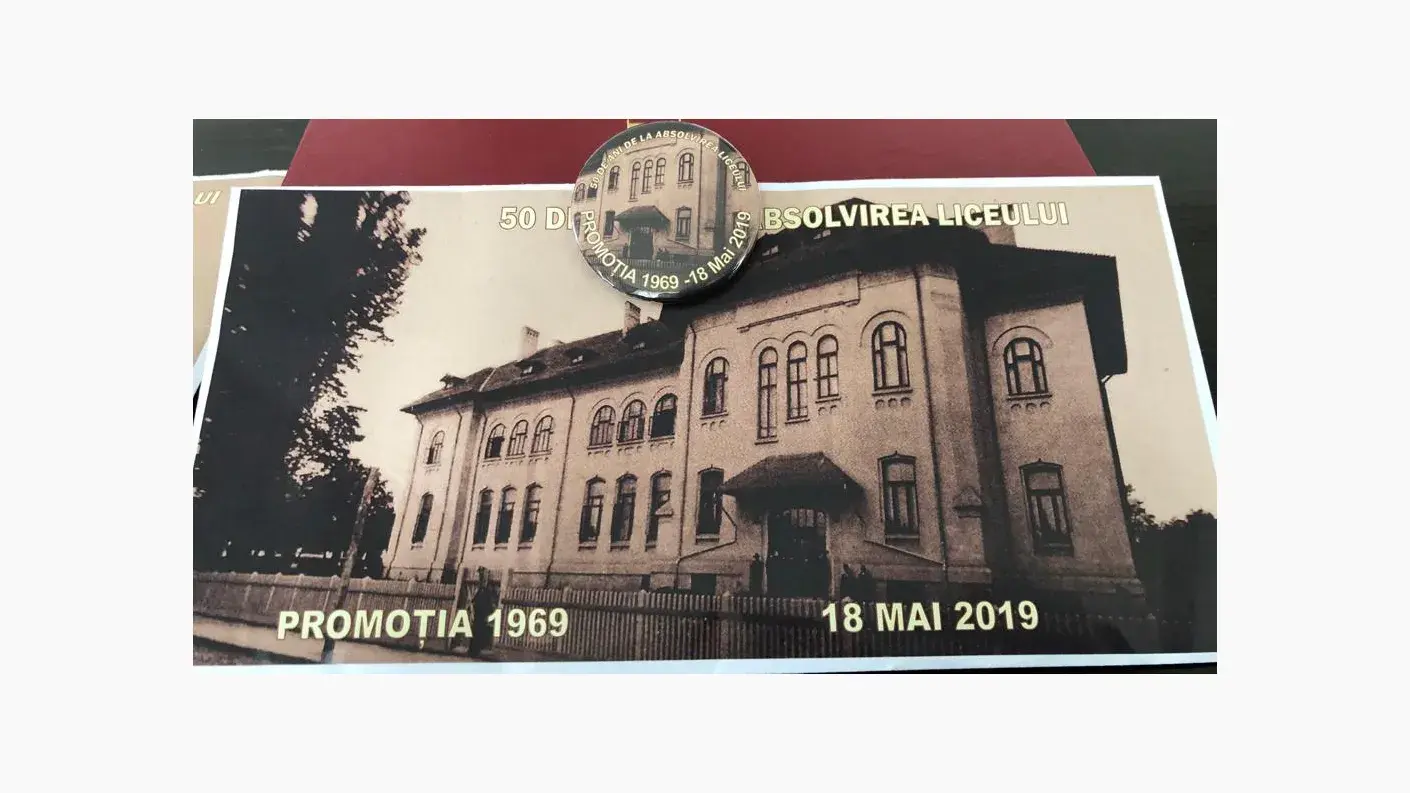 50 DE ANI DE LA ABSOLVIREA LICEULUI
PROMOȚIA 1969 - 18 Mai 2019
UI
50 D ABSOLVIREA LICEULUI
PROMOȚIA 1969
18 MAI 2019